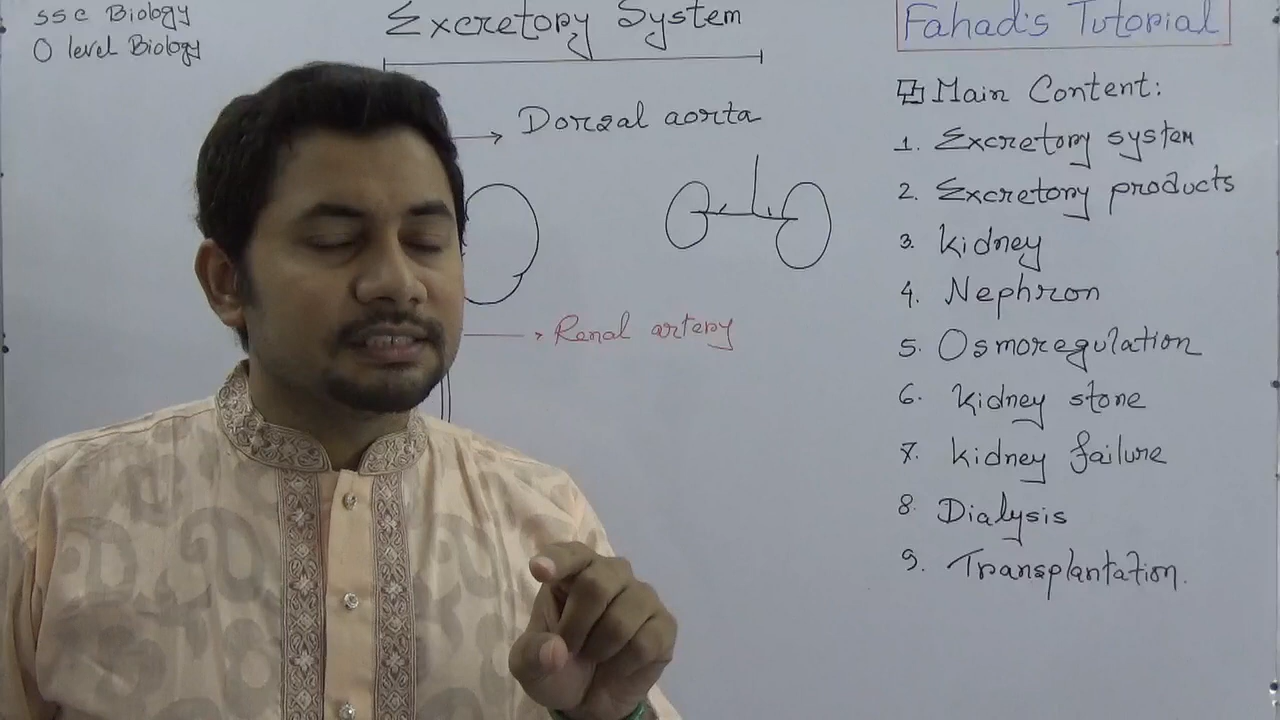 SSC Biology
O level Biology
Excretory System
Fahad's Tutorial
Dorzal aorta
Renal artery
Main Content:
1. Excretory system
2. Excretory products
3. Kidney
4. Nephron
5. Osmoregulation
6. Kidney stone
7. Kidney failure
8. Dialysis
9. Transplantation.